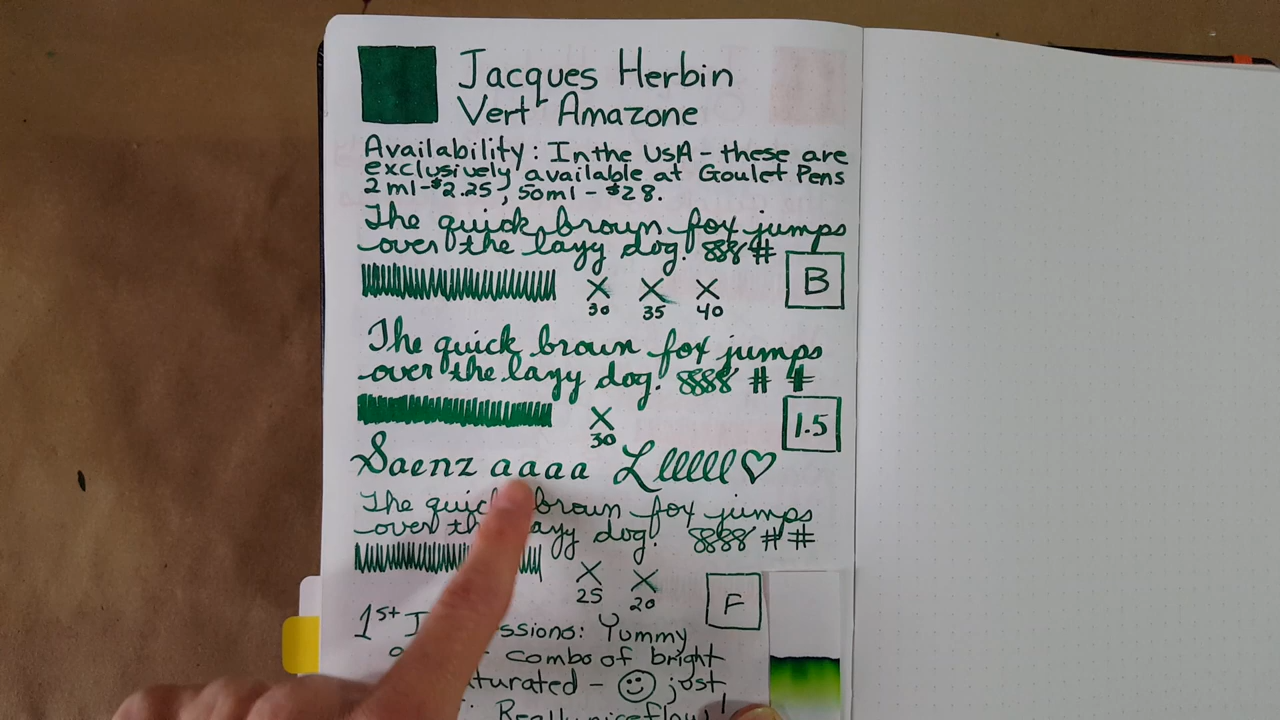 Jacques Herbin
Vert Amazone
Availability: In the USA - these are
exclusively available at Goulet Pens
2ml-$2.25, 50ml - $28.
The quick brown fox jumps
over the lazy dog. 888 #
B
X X X
30 35 40
The quick brown fox jumps
over the lazy dog. 8888 # #
X
30
1.5
Saenz aaaa Llllll♡
The quick brown fox jumps
over the lazy dog. 888 # #
X X
25 20
F
1st Impressions: Yummy
combo of bright
saturated - ☺ just
Really nice flow!